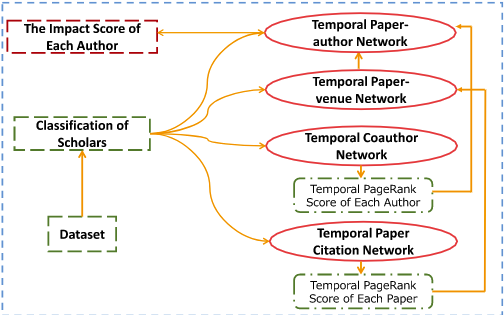 The Impact Score of
Each Author
Temporal Paper-
author Network
Temporal Paper-
venue Network
Classification of
Scholars
Temporal Coauthor
Network
Temporal PageRank
Score of Each Author
Dataset
Temporal Paper
Citation Network
Temporal PageRank
Score of Each Paper